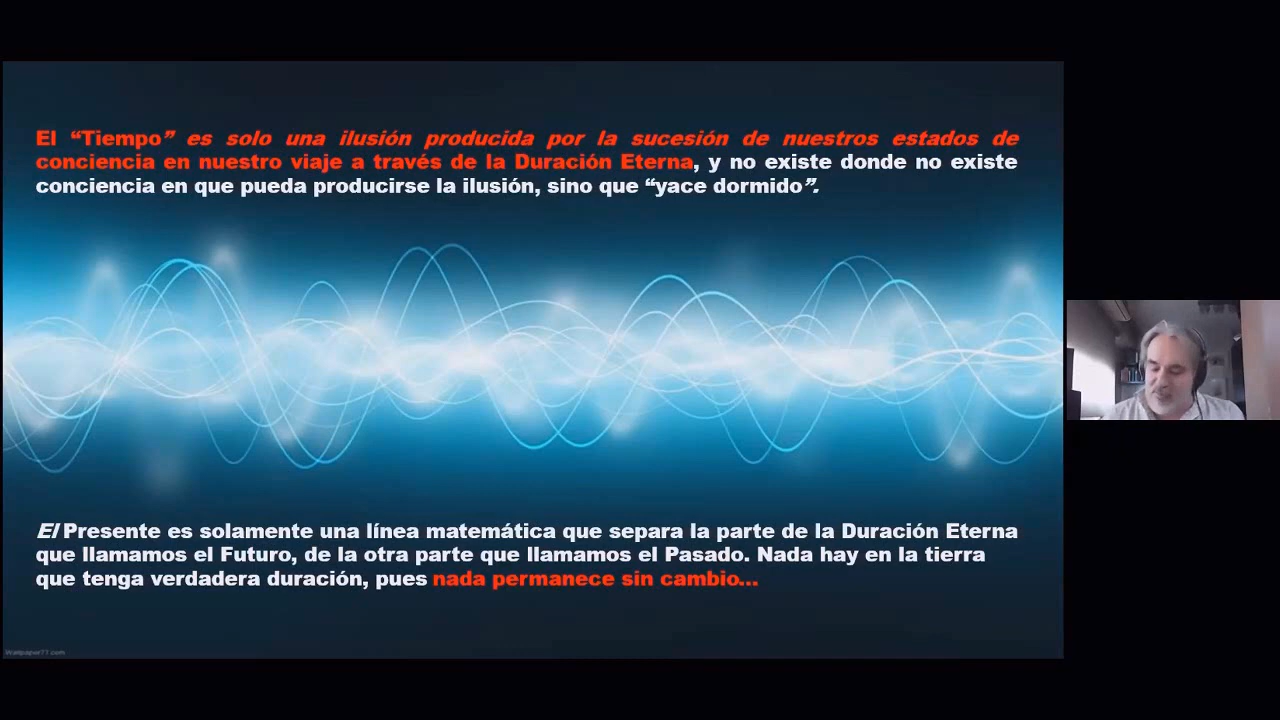 El “Tiempo” es solo una ilusión producida por la sucesión de nuestros estados de
conciencia en nuestro viaje a través de la Duración Eterna, y no existe donde no existe
conciencia en que pueda producirse la ilusión, sino que “yace dormido”.
El Presente es solamente una línea matemática que separa la parte de la Duración Eterna
que llamamos el Futuro, de la otra parte que llamamos el Pasado. Nada hay en la tierra
que tenga verdadera duración, pues nada permanece sin cambio...
Wallpaper77.com